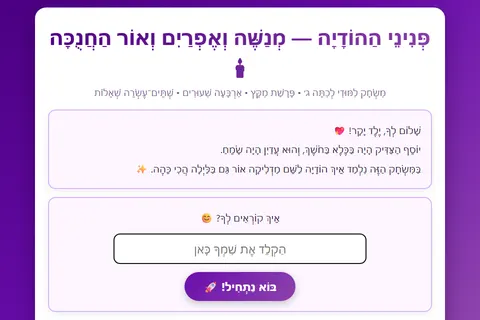 פְּנִינֵי הַהוֹדָיָה — מְנַשֶּׁה וְאֶפְרַיִם וְאוֹר הַחֲנֻכָּה
🕯️
מִשְׂחָק לִמּוּדִי לְכִתָּה ג׳ • פָּרָשַׁת מִקֵּץ • אַרְבָּעָה שִׁעוּרִים • שְׁתֵּים־עֶשְׂרֵה שְׁאֵלוֹת
שָׁלוֹם לְךָ, יֶלֶד יָקָר! 💖
יוֹסֵף הַצַּדִּיק הָיָה בַּכֶּלֶא בַּחֹשֶׁךְ, וְהוּא עֲדַיִן הָיָה שָׂמֵחַ.
בַּמִּשְׂחָק הַזֶּה נִלְמַד אֵיךְ הוֹדָיָה לַשֵּׁם מַדְלִיקָה אוֹר גַּם בַּלַּיְלָה הֲכִי כֵּהָה. ✨
אֵיךְ קוֹרְאִים לְךָ? 😊
הַקְלֵד אֶת שִׁמְךָ כָּאן
בּוֹא נַתְחִיל! 🚀